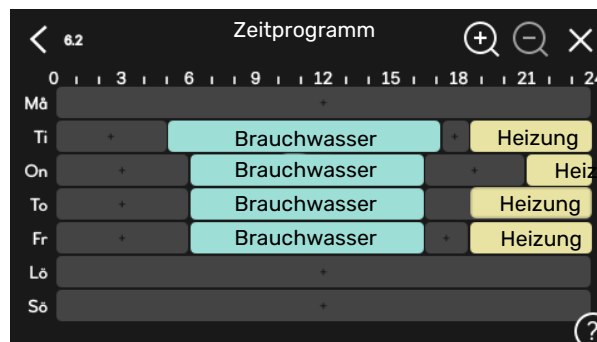 6.2 Zeitprogramm
0 3 6 9 12 15 18 21 24
Må
Ti Brauchwasser Heizung
On Brauchwasser Heiz
To Brauchwasser Heizung
Fr Brauchwasser Heizung
Lö
Sö
?